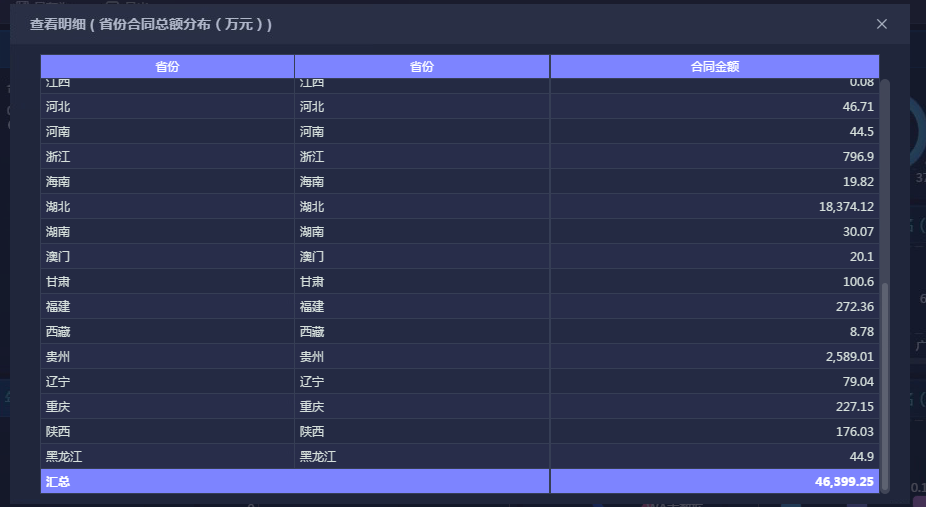 查看明细 ( 省份合同总额分布（万元）)
省份 省份 合同金额
江西 江西 0.08
河北 河北 46.71
河南 河南 44.5
浙江 浙江 796.9
海南 海南 19.82
湖北 湖北 18,374.12
湖南 湖南 30.07
澳门 澳门 20.1
甘肃 甘肃 100.6
福建 福建 272.36
西藏 西藏 8.78
贵州 贵州 2,589.01
辽宁 辽宁 79.04
重庆 重庆 227.15
陕西 陕西 176.03
黑龙江 黑龙江 44.9
汇总 46,399.25